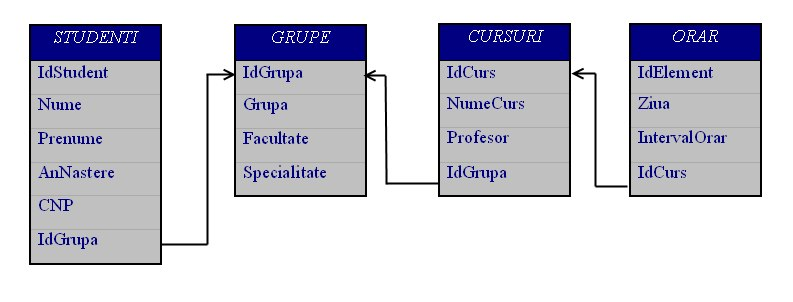 STUDENTI
IdStudent
Nume
Prenume
AnNastere
CNP
IdGrupa
GRUPE
IdGrupa
Grupa
Facultate
Specialitate
CURSURI
IdCurs
NumeCurs
Profesor
IdGrupa
ORAR
IdElement
Ziua
IntervalOrar
IdCurs